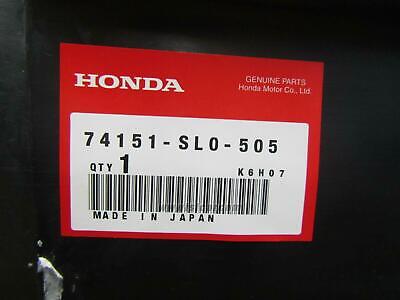 HONDA
GENUINE PARTS
Honda Motor Co., Ltd.
74151-SL0-505
QTY 1
K6H07
MADE IN JAPAN